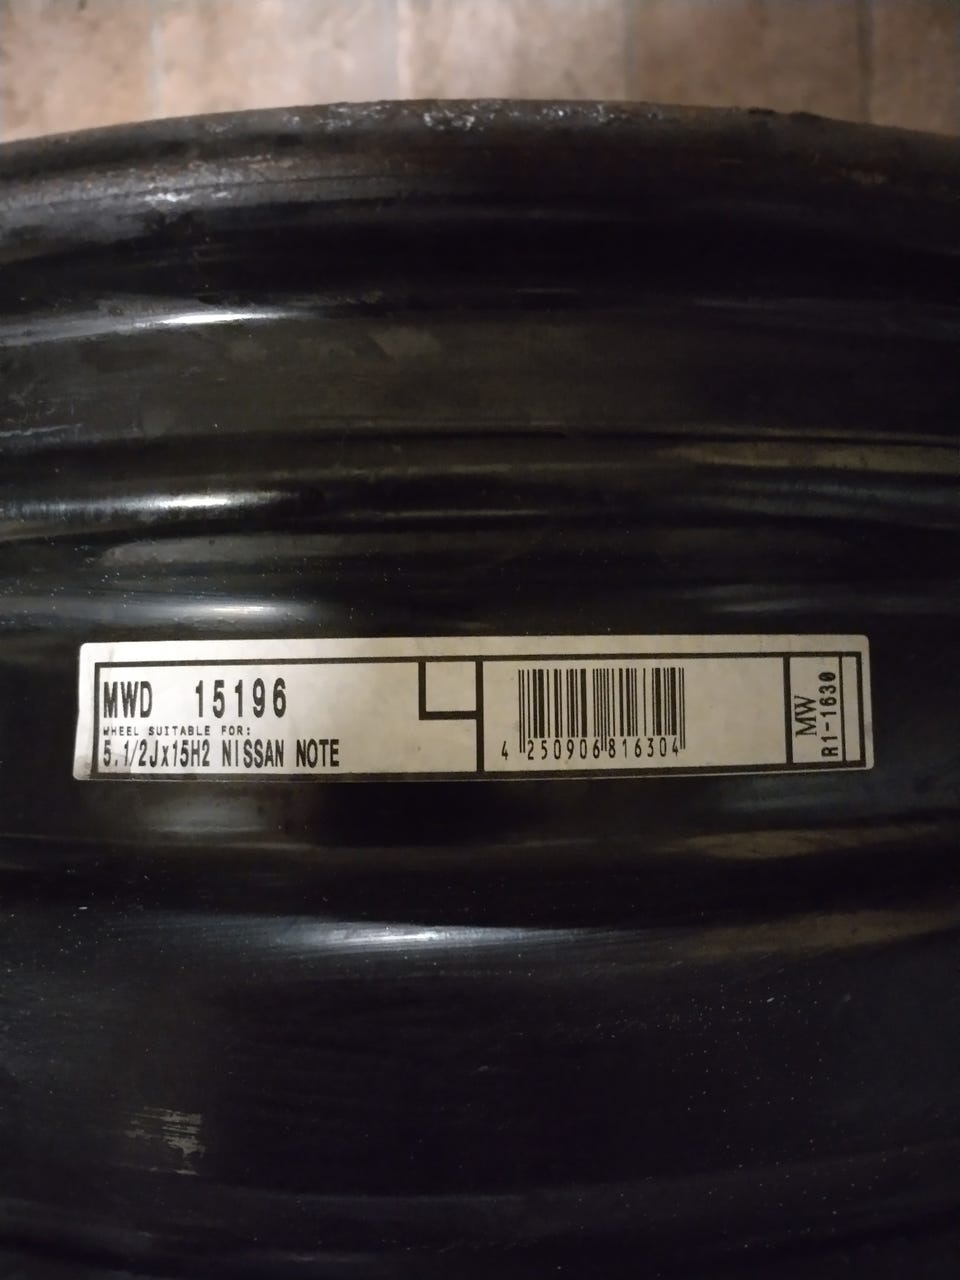 MWD 15196
WHEEL SUITABLE FOR:
5.1/2Jx15H2 NISSAN NOTE
4 250906 816304
MW
R1-1630